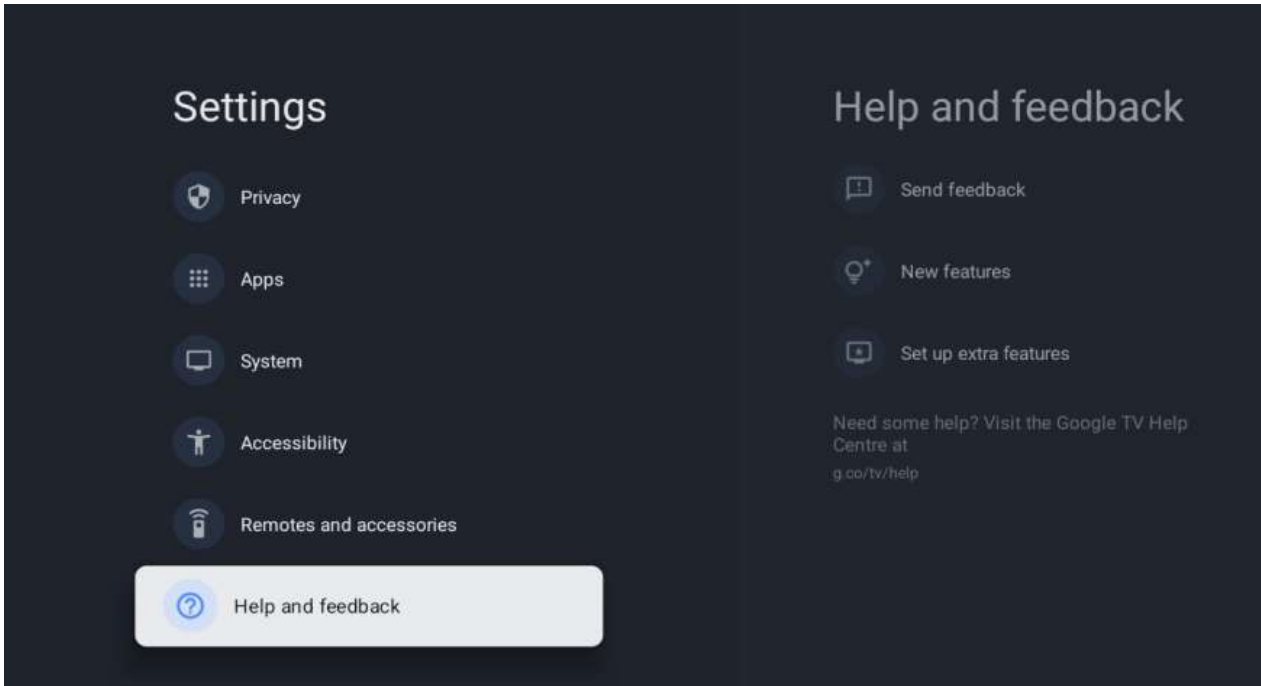 Settings
Privacy
Apps
System
Accessibility
Remotes and accessories
Help and feedback
Help and feedback
Send feedback
New features
Set up extra features
Need some help? Visit the Google TV Help
Centre at
g.co/tv/help